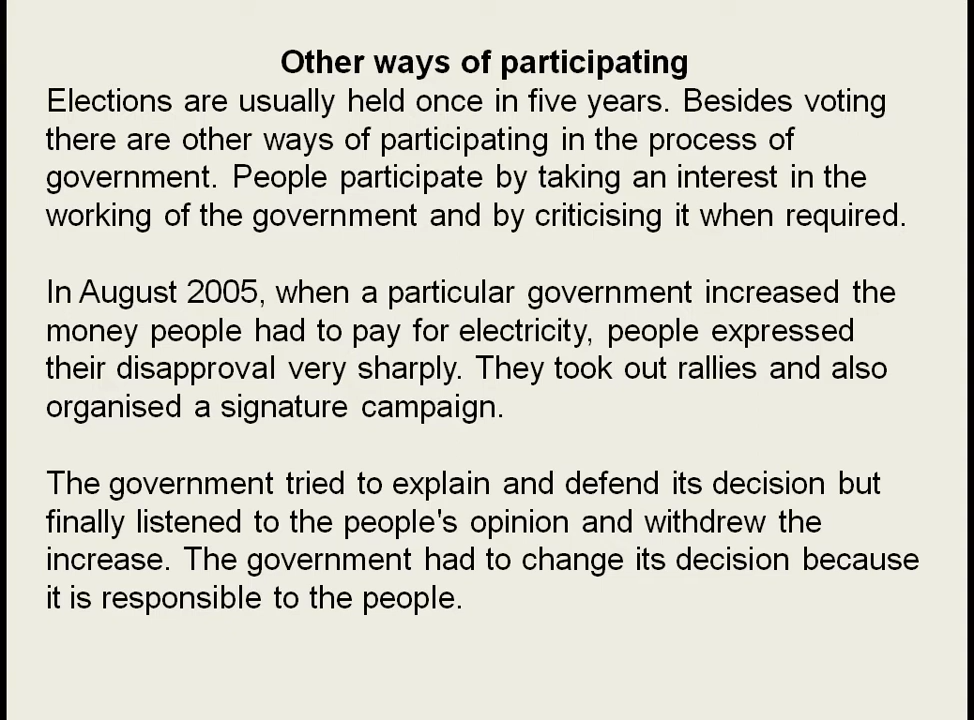 Other ways of participating
Elections are usually held once in five years. Besides voting
there are other ways of participating in the process of
government. People participate by taking an interest in the
working of the government and by criticising it when required.
In August 2005, when a particular government increased the
money people had to pay for electricity, people expressed
their disapproval very sharply. They took out rallies and also
organised a signature campaign.
The government tried to explain and defend its decision but
finally listened to the people's opinion and withdrew the
increase. The government had to change its decision because
it is responsible to the people.